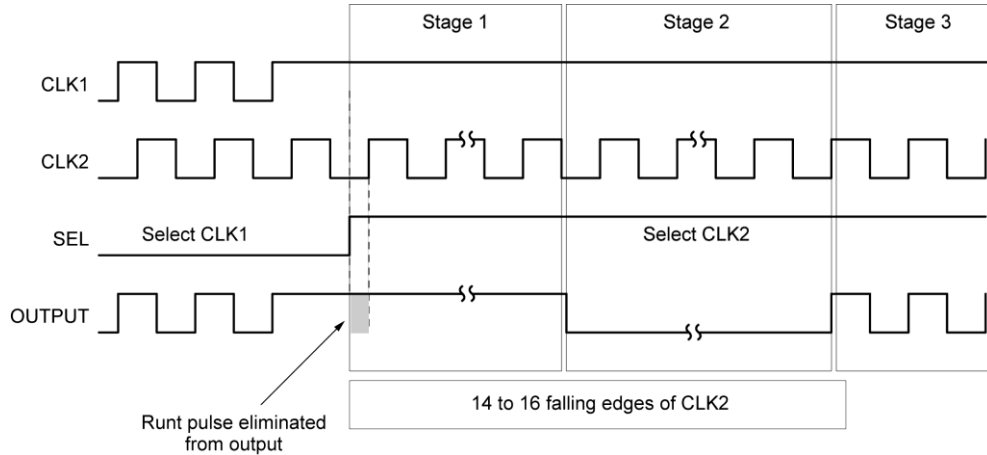 Stage 1
Stage 2
Stage 3
CLK1
CLK2
SEL
Select CLK1
Select CLK2
OUTPUT
14 to 16 falling edges of CLK2
Runt pulse eliminated
from output